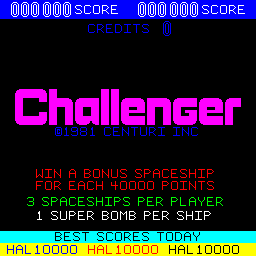 000000 SCORE 000000 SCORE
CREDITS 0
Challenger
©1981 CENTURI INC
WIN A BONUS SPACESHIP
FOR EACH 40000 POINTS
3 SPACESHIPS PER PLAYER
1 SUPER BOMB PER SHIP
BEST SCORES TODAY
HAL10000 HAL10000 HAL10000